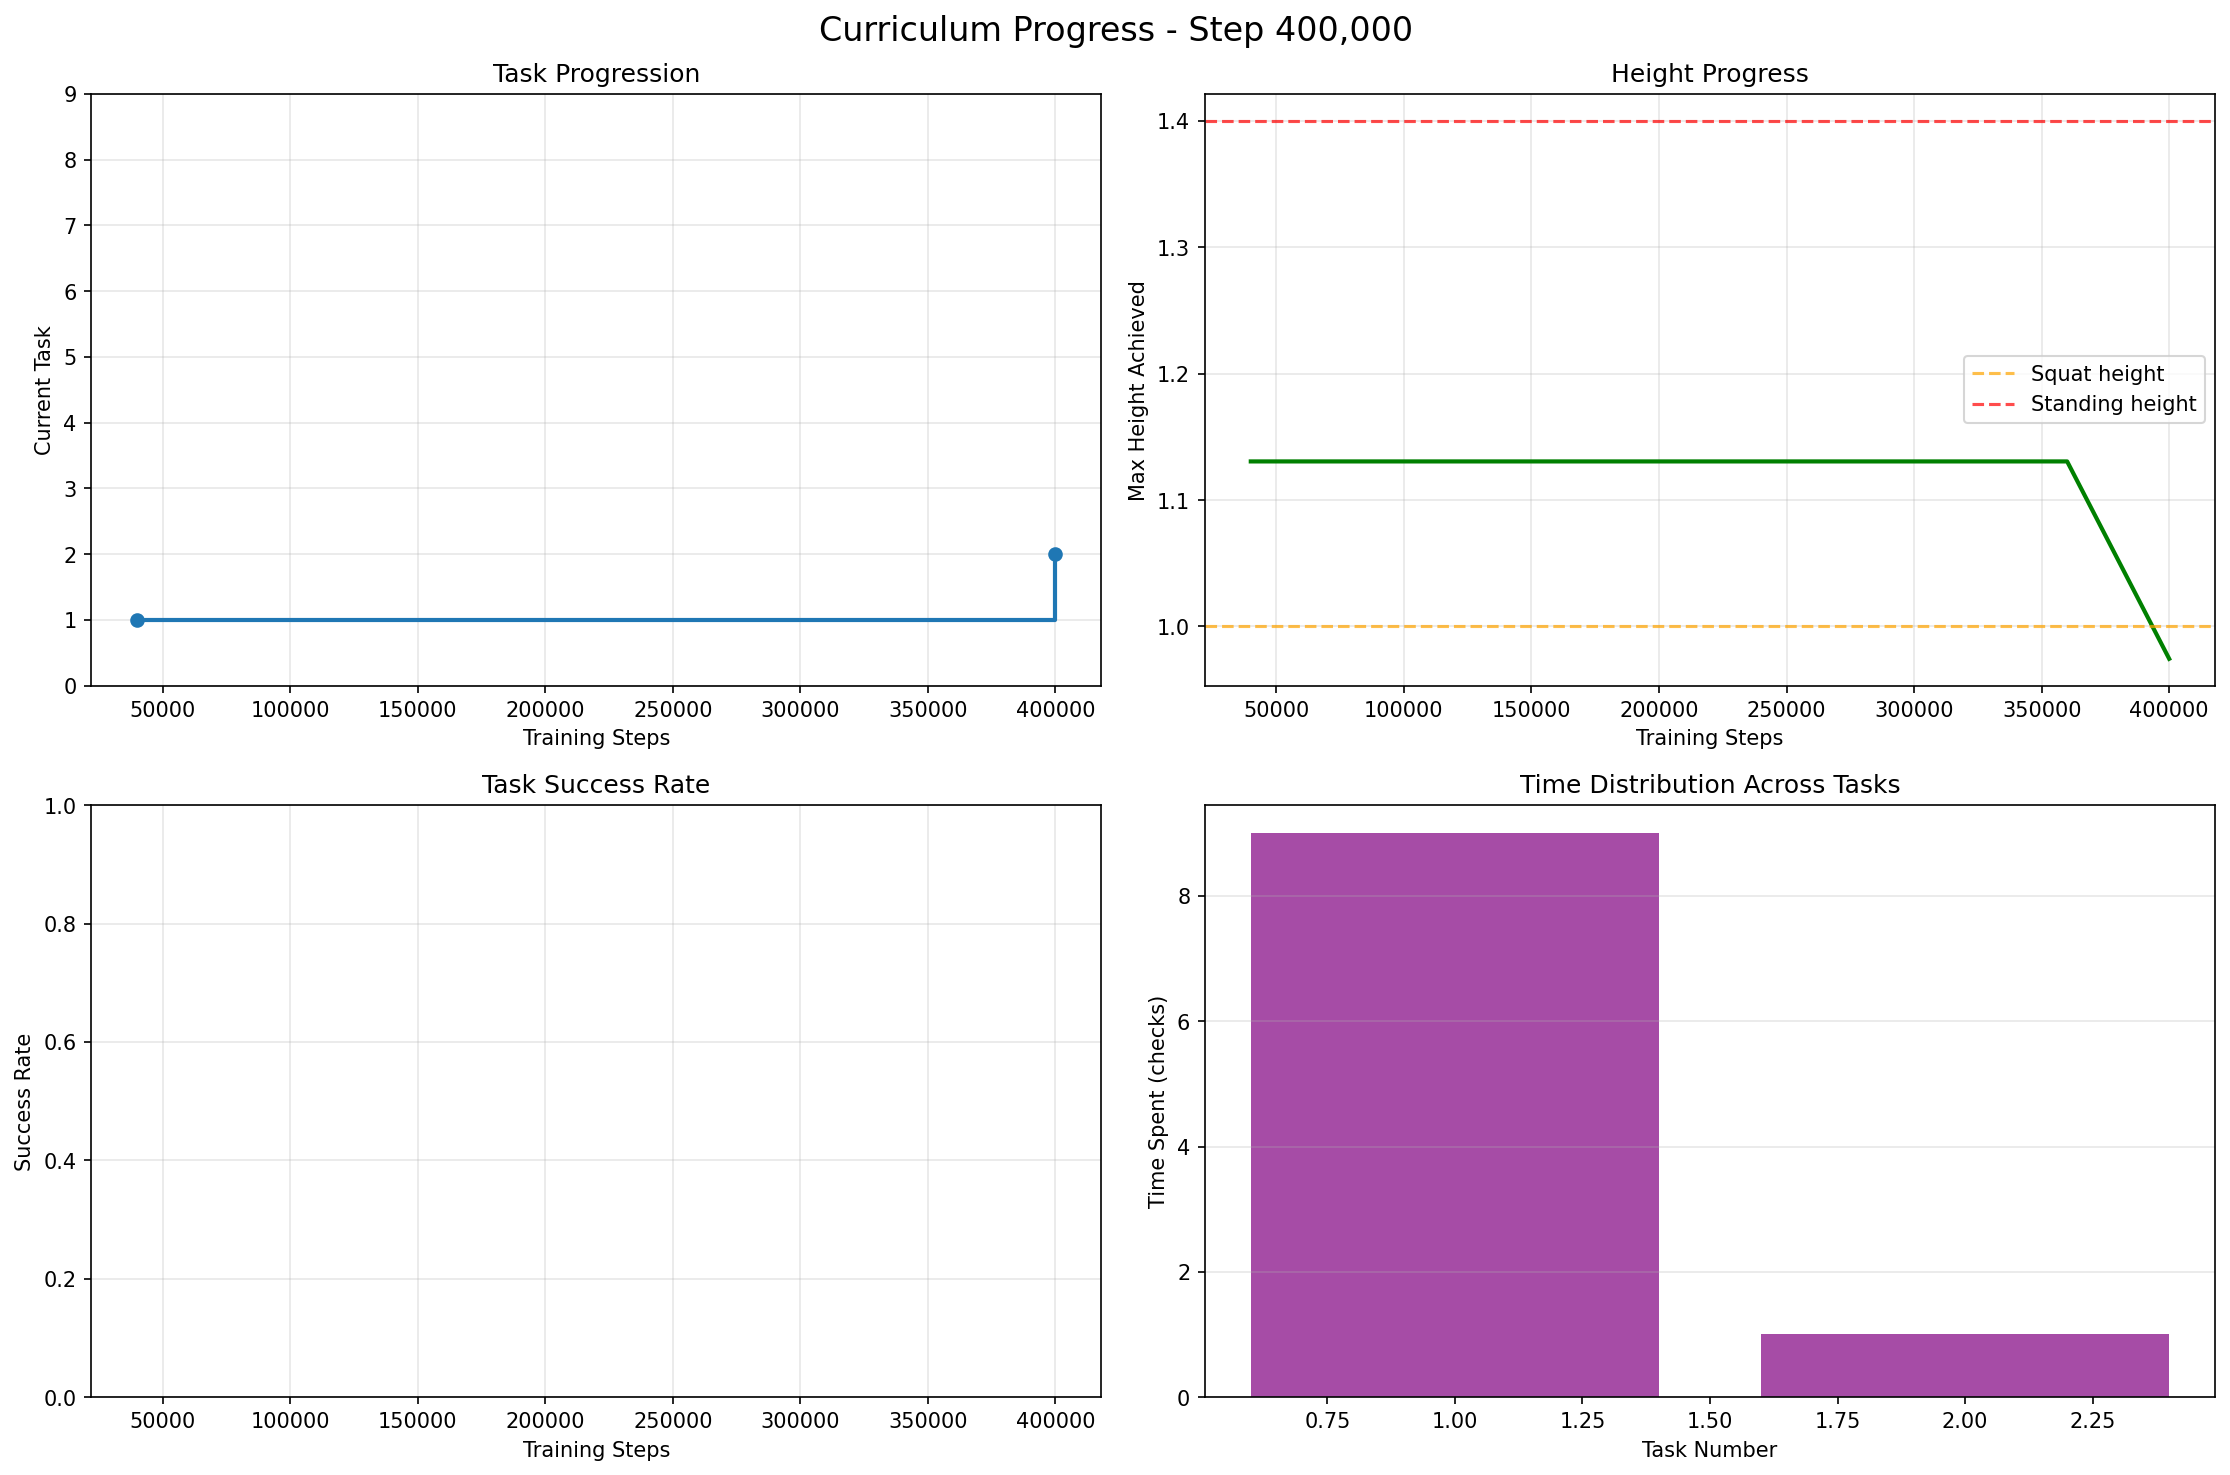 Curriculum Progress - Step 400,000
Task Progression
9
8
7
6
5
4
3
2
1
0
Current Task
50000 100000 150000 200000 250000 300000 350000 400000
Training Steps
Height Progress
1.4
1.3
1.2
1.1
1.0
Max Height Achieved
Squat height
Standing height
50000 100000 150000 200000 250000 300000 350000 400000
Training Steps
Task Success Rate
1.0
0.8
0.6
0.4
0.2
0.0
Success Rate
50000 100000 150000 200000 250000 300000 350000 400000
Training Steps
Time Distribution Across Tasks
8
6
4
2
0
Time Spent (checks)
0.75 1.00 1.25 1.50 1.75 2.00 2.25
Task Number